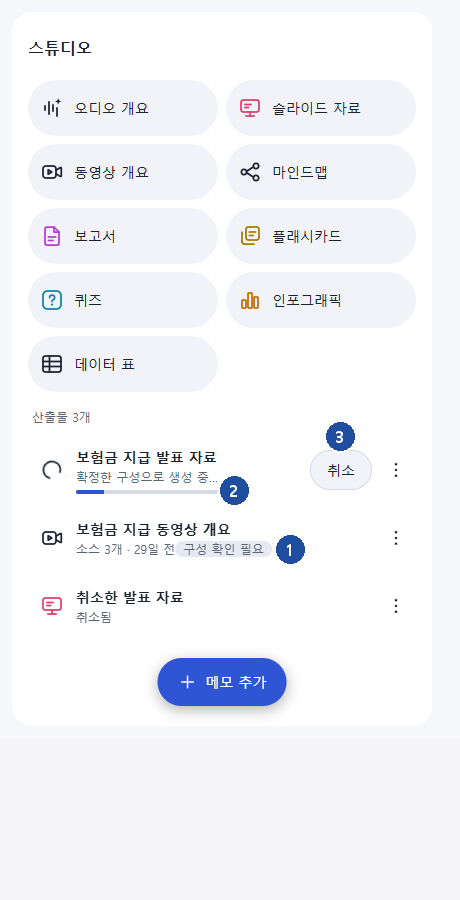 스튜디오
오디오 개요
슬라이드 자료
동영상 개요
마인드맵
보고서
플래시카드
퀴즈
인포그래픽
데이터 표
산출물 3개
3
보험금 지급 발표 자료
취소
확정한 구성으로 생성 중...
2
보험금 지급 동영상 개요
소스 3개 · 29일 전 구성 확인 필요
1
취소한 발표 자료
취소됨
메모 추가